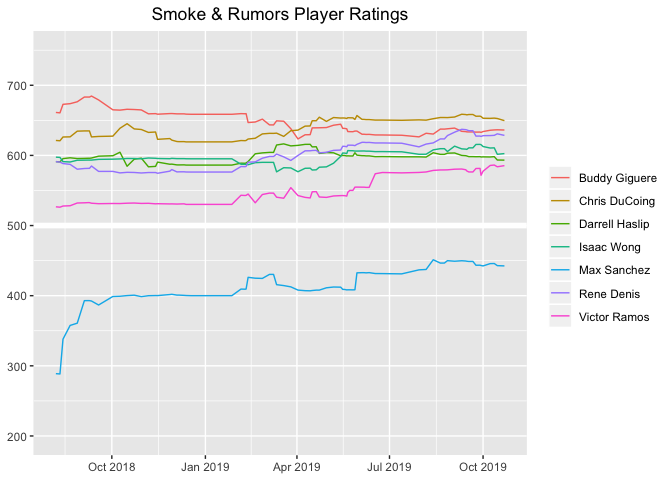 Smoke & Rumors Player Ratings
700
600
500
400
300
200
Oct 2018
Jan 2019
Apr 2019
Jul 2019
Oct 2019
Buddy Giguere
Chris DuCoing
Darrell Haslip
Isaac Wong
Max Sanchez
Rene Denis
Victor Ramos